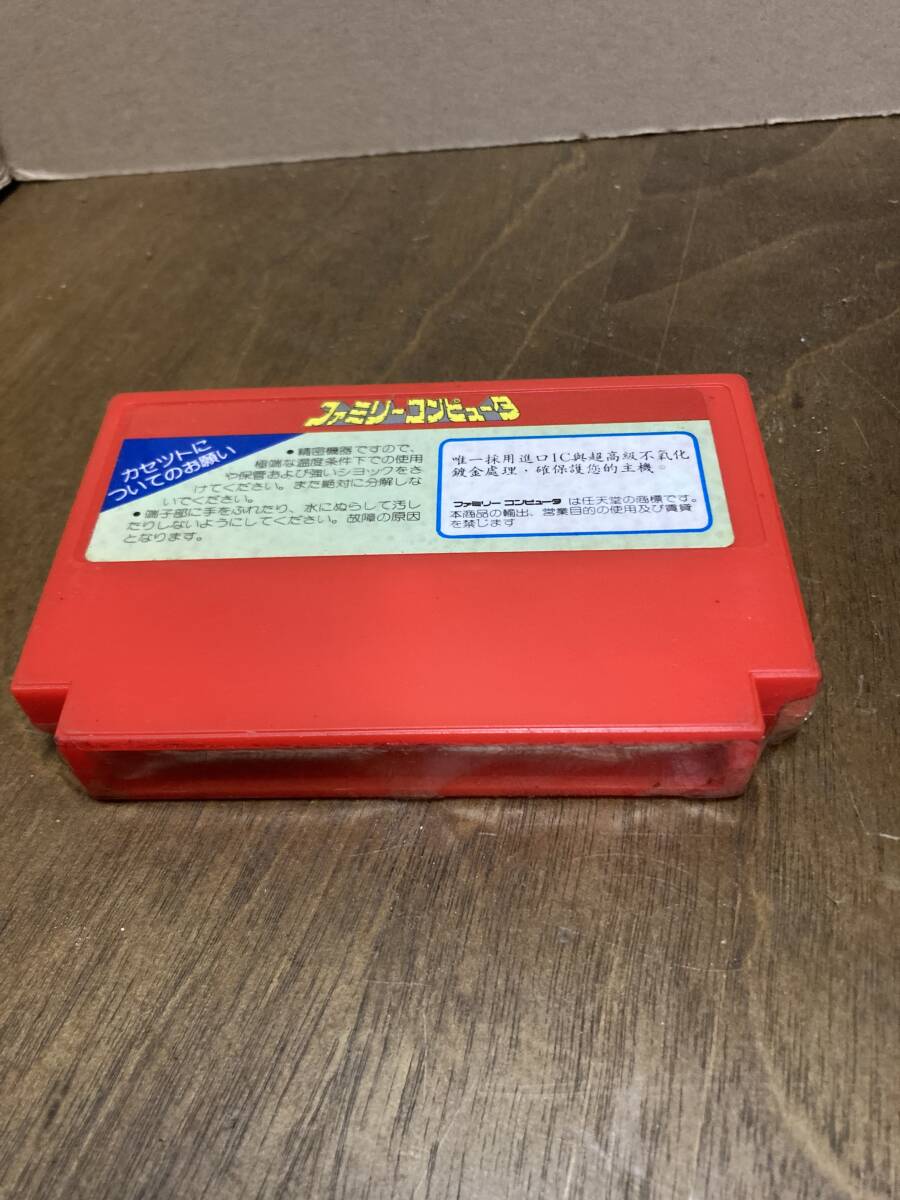 ファミリーコンピュータ
カセットに
ついてのお願い
●精密機器ですので、
極端な温度条件下での使用
や保管および強いショックをさ
けてください。また絶対に分解しな
いでください。
●端子部に手をふれたり、水にぬらして汚し
たりしないようにしてください。故障の原因
となります。
唯一採用進口IC與超高級不氧化
鍍金處理,確保護您的主機。
ファミリー コンピュータ は任天堂の商標です。
本商品の輸出、営業目的の使用及び賃貸
を禁じます